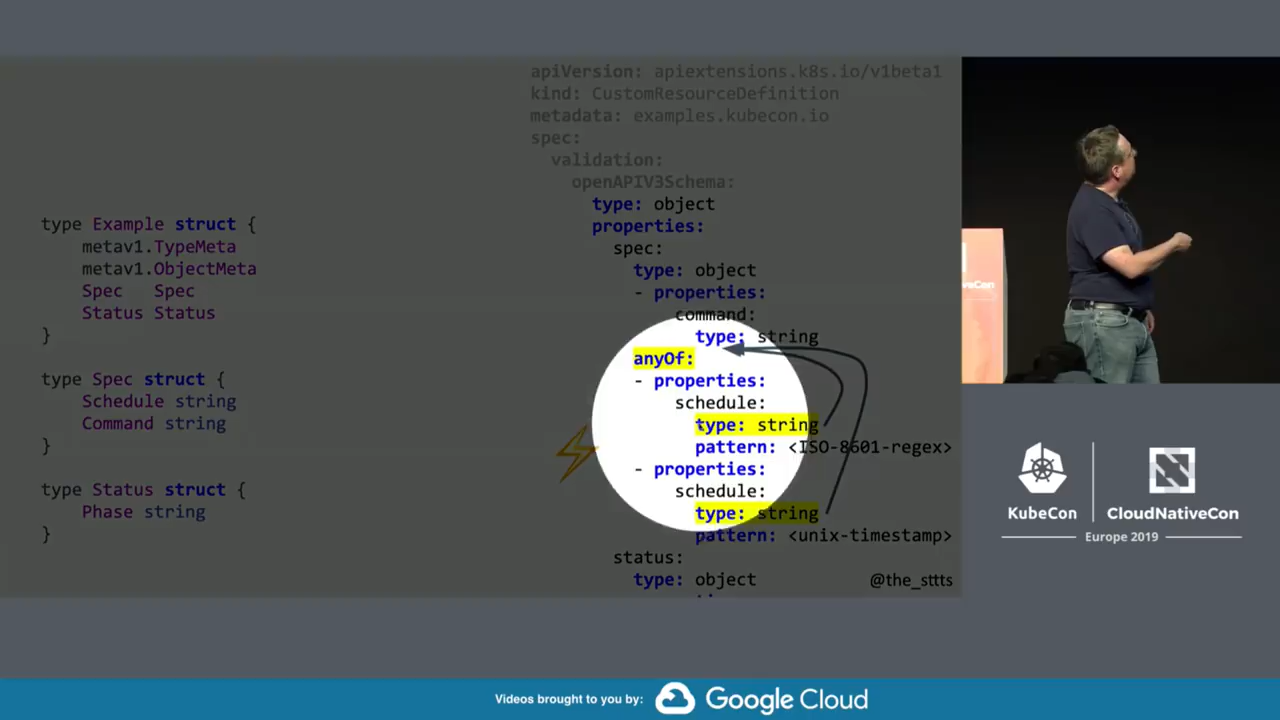 apiVersion: apiextensions.k8s.io/v1beta1
kind: CustomResourceDefinition
metadata: examples.kubecon.io
spec:
validation:
openAPIV3Schema:
type: object
properties:
spec:
type: object
- properties:
command:
type: string
anyOf:
- properties:
schedule:
type: string
pattern: <ISO-8601-regex>
- properties:
schedule:
type: string
pattern: <unix-timestamp>
status:
type: object
@the_sttts
type Example struct {
metav1.TypeMeta
metav1.ObjectMeta
Spec Spec
Status Status
}
type Spec struct {
Schedule string
Command string
}
type Status struct {
Phase string
}
KubeCon
CloudNativeCon
Europe 2019
Videos brought to you by:
Google Cloud